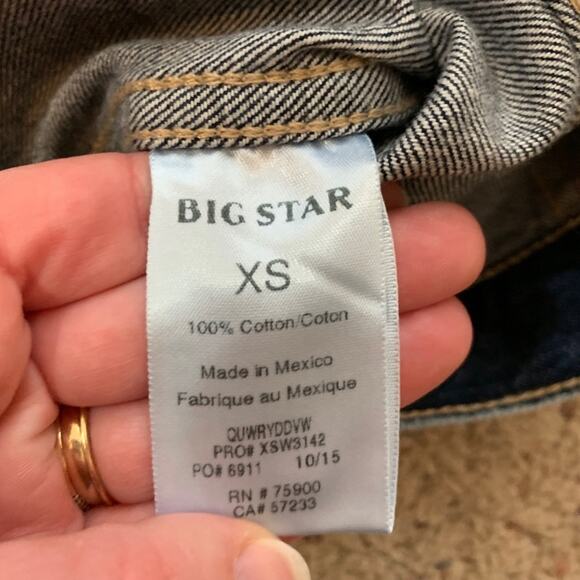 BIG STAR
XS
100% Cotton/Coton
Made in Mexico
Fabrique au Mexique
QUWRYDDVW
PRO# XSW3142
PO# 6911 10/15
RN # 75900
CA# 57233